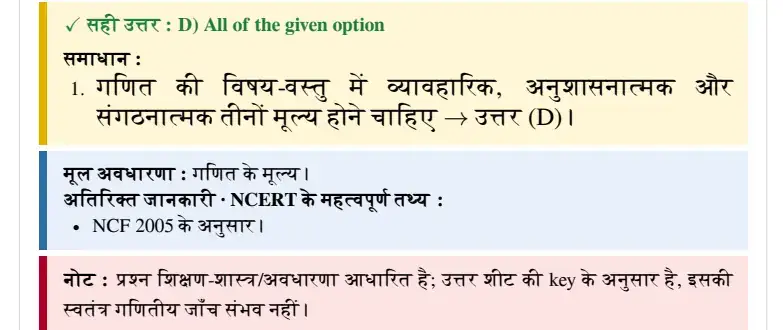 ✓ सही उत्तर : D) All of the given option
समाधान :
1. गणित की विषय-वस्तु में व्यावहारिक, अनुशासनात्मक और
संगठनात्मक तीनों मूल्य होने चाहिए → उत्तर (D)।
मूल अवधारणा : गणित के मूल्य।
अतिरिक्त जानकारी · NCERT के महत्वपूर्ण तथ्य :
• NCF 2005 के अनुसार।
नोट : प्रश्न शिक्षण-शास्त्र/अवधारणा आधारित है; उत्तर शीट की key के अनुसार है, इसकी
स्वतंत्र गणितीय जाँच संभव नहीं।